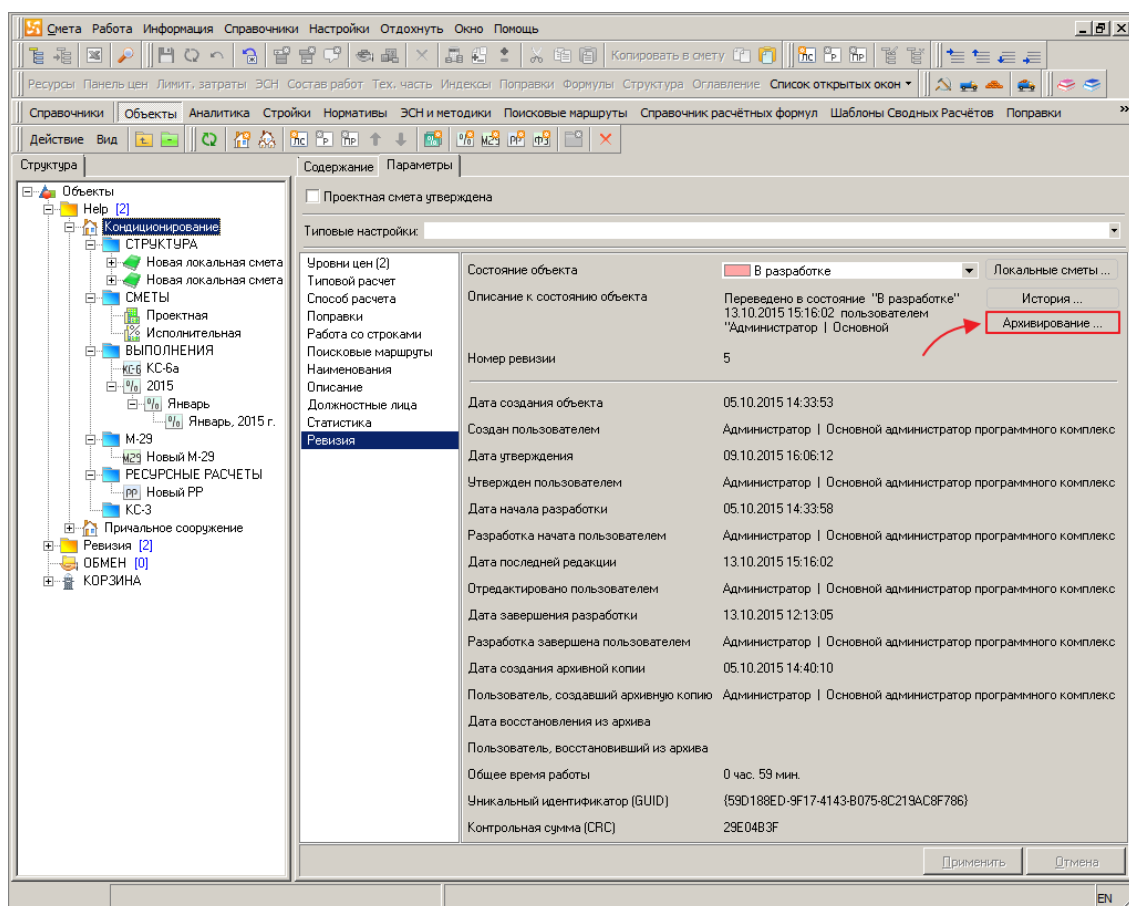 Смета Работа Информация Справочники Настройки Отдохнуть Окно Помощь
Копировать в смету
Ресурсы Панель цен Лимит. затраты ЭСН Состав работ Тех. часть Индексы Поправки Формулы Структура Оглавление Список открытых окон
Справочники Объекты Аналитика Стройки Нормативы ЭСН и методики Поисковые маршруты Справочник расчётных формул Шаблоны Сводных Расчётов Поправки »
Действие Вид
Структура
Содержание Параметры
Объекты
Help [2]
Кондиционирование
СТРУКТУРА
Новая локальная смета
Новая локальная смета
СМЕТЫ
Проектная
Исполнительная
ВЫПОЛНЕНИЯ
КС-6 КС-6а
% 2015
% Январь
% Январь, 2015 г.
М-29
М29 Новый М-29
РЕСУРСНЫЕ РАСЧЕТЫ
РР Новый РР
КС-3
Причальное сооружение
Ревизия [2]
ОБМЕН [0]
КОРЗИНА
Проектная смета утверждена
Типовые настройки:
Уровни цен (2)
Типовой расчет
Способ расчета
Поправки
Работа со строками
Поисковые маршруты
Наименования
Описание
Должностные лица
Статистика
Ревизия
Состояние объекта В разработке Локальные сметы ...
Описание к состоянию объекта Переведено в состояние "В разработке"
13.10.2015 15:16:02 пользователем
"Администратор | Основной
История ...
Архивирование ...
Номер ревизии 5
Дата создания объекта 05.10.2015 14:33:53
Создан пользователем Администратор | Основной администратор программного комплекс
Дата утверждения 09.10.2015 16:06:12
Утвержден пользователем Администратор | Основной администратор программного комплекс
Дата начала разработки 05.10.2015 14:33:58
Разработка начата пользователем Администратор | Основной администратор программного комплекс
Дата последней редакции 13.10.2015 15:16:02
Отредактировано пользователем Администратор | Основной администратор программного комплекс
Дата завершения разработки 13.10.2015 12:13:05
Разработка завершена пользователем Администратор | Основной администратор программного комплекс
Дата создания архивной копии 05.10.2015 14:40:10
Пользователь, создавший архивную копию Администратор | Основной администратор программного комплекс
Дата восстановления из архива
Пользователь, восстановивший из архива
Общее время работы 0 час. 59 мин.
Уникальный идентификатор (GUID) {59D188ED-9F17-4143-B075-8C219AC8F786}
Контрольная сумма (CRC) 29E04B3F
Применить Отмена
EN